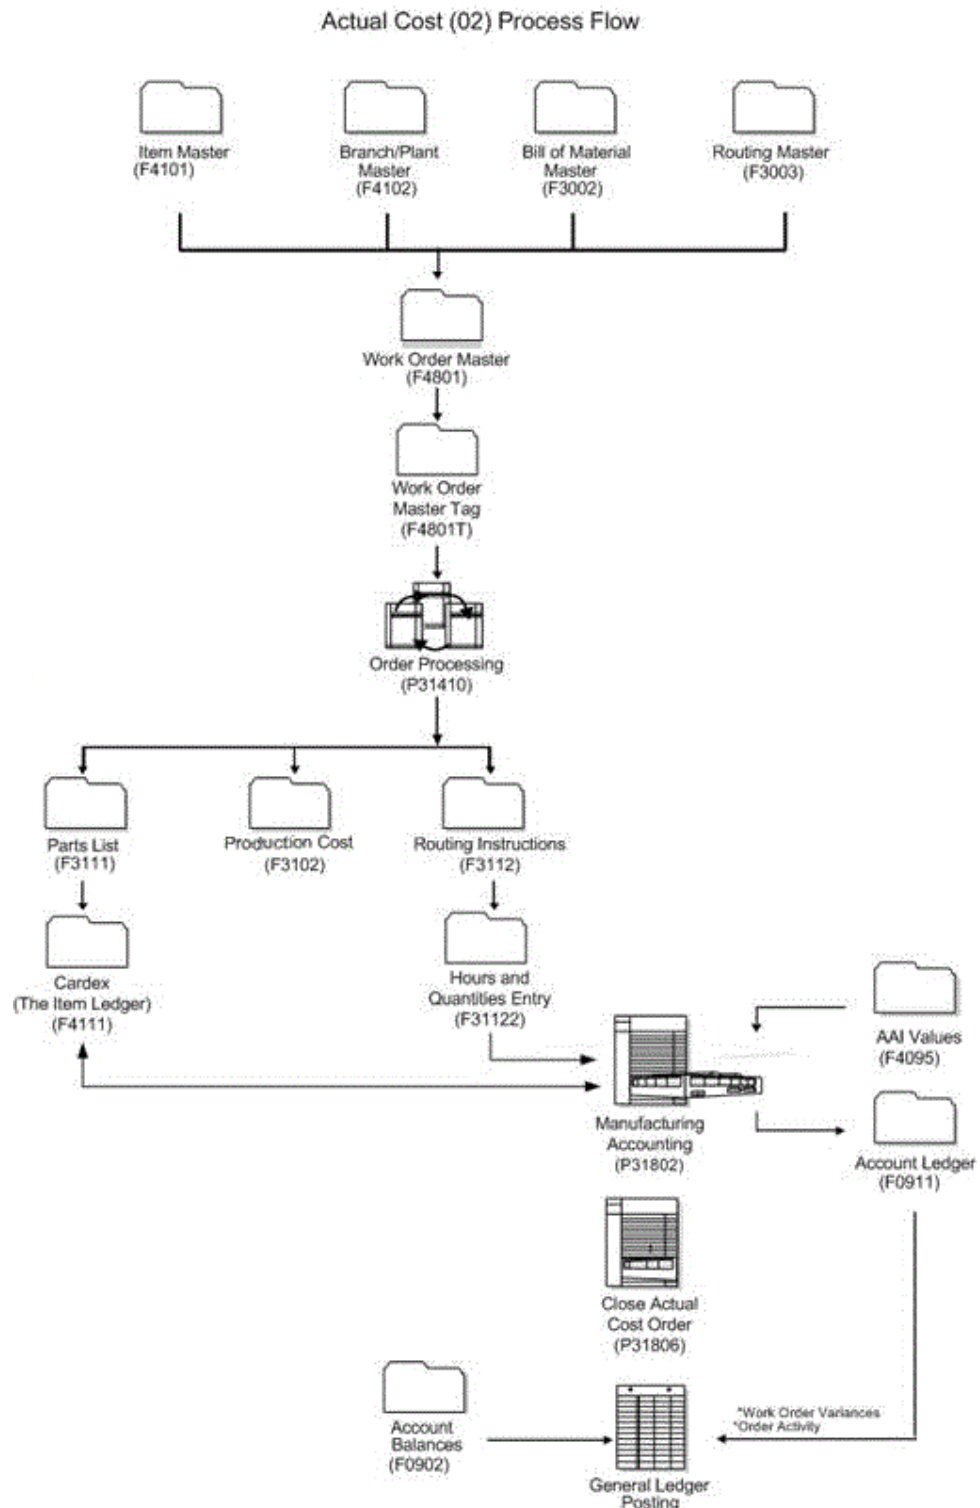 Actual Cost (02) Process Flow
Item Master
(F4101)
Branch/Plant
Master
(F4102)
Bill of Material
Master
(F3002)
Routing Master
(F3003)
Work Order Master
(F4801)
Work Order
Master Tag
(F4801T)
Order Processing
(P31410)
Parts List
(F3111)
Production Cost
(F3102)
Routing Instructions
(F3112)
Cardex
(The Item Ledger)
(F4111)
Hours and
Quantities Entry
(F31122)
AAI Values
(F4095)
Manufacturing
Accounting
(P31802)
Account Ledger
(F0911)
Close Actual
Cost Order
(P31806)
Account
Balances
(F0902)
*Work Order Variances
*Order Activity
General Ledger
Posting